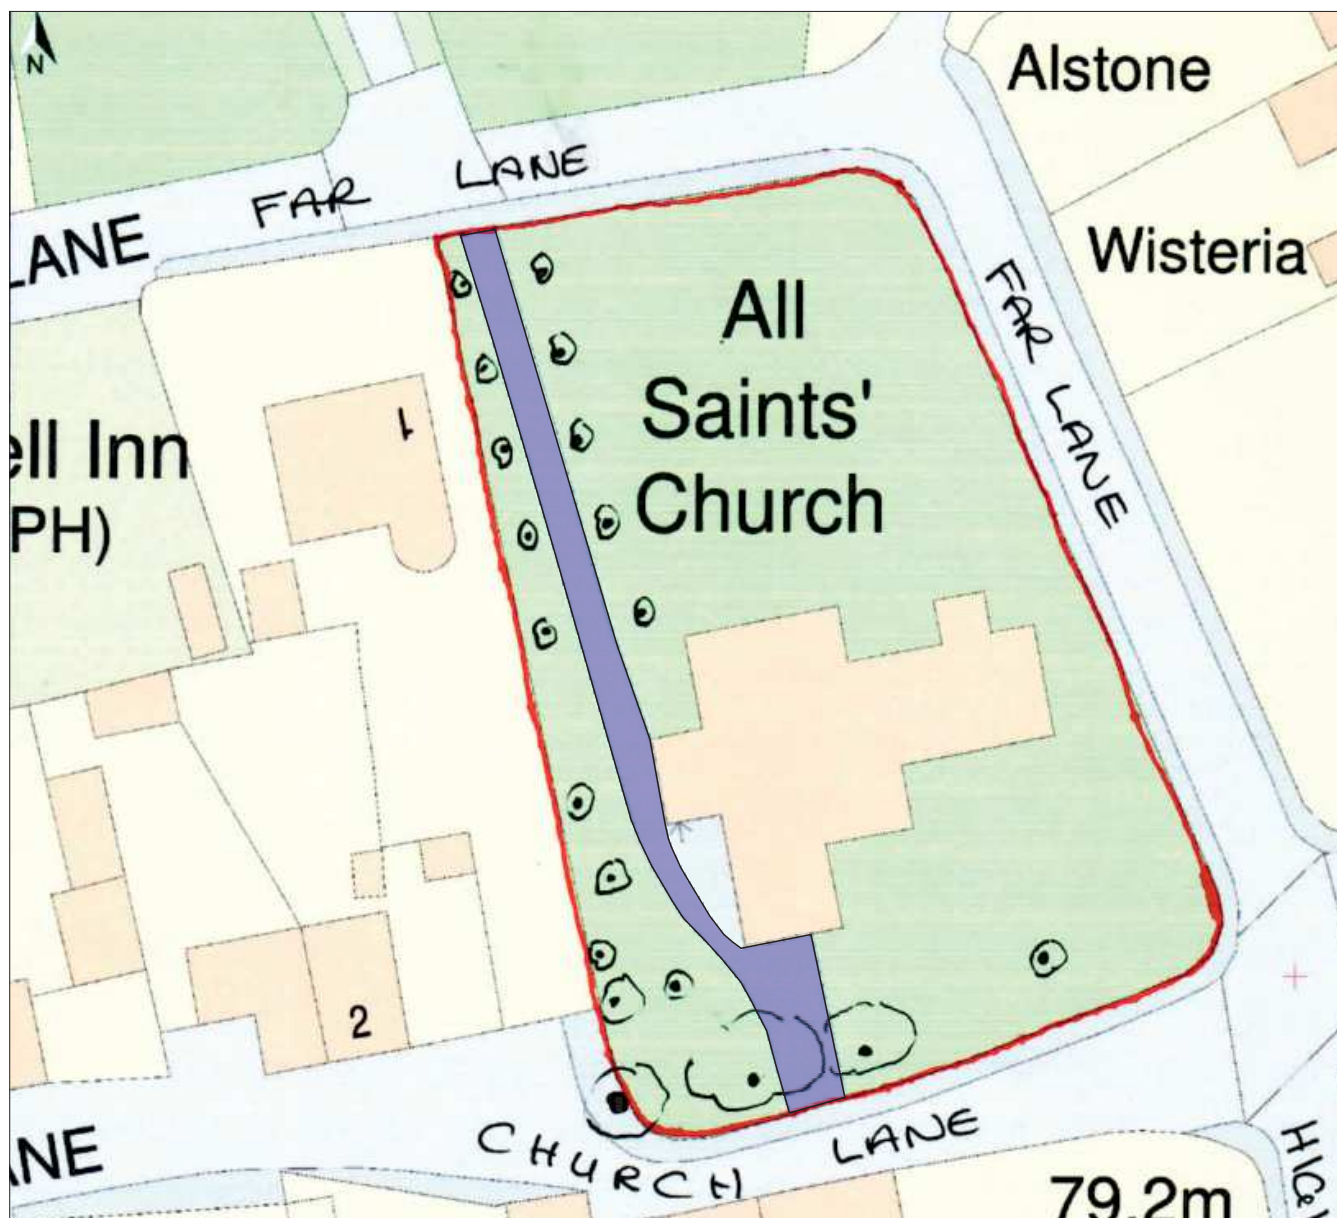 N
Alstone
FAR LANE
LANE
Wisteria
All
Saints'
Church
FAR LANE
1
ell Inn
PH)
2
CHURCH LANE
ANE
79.2m